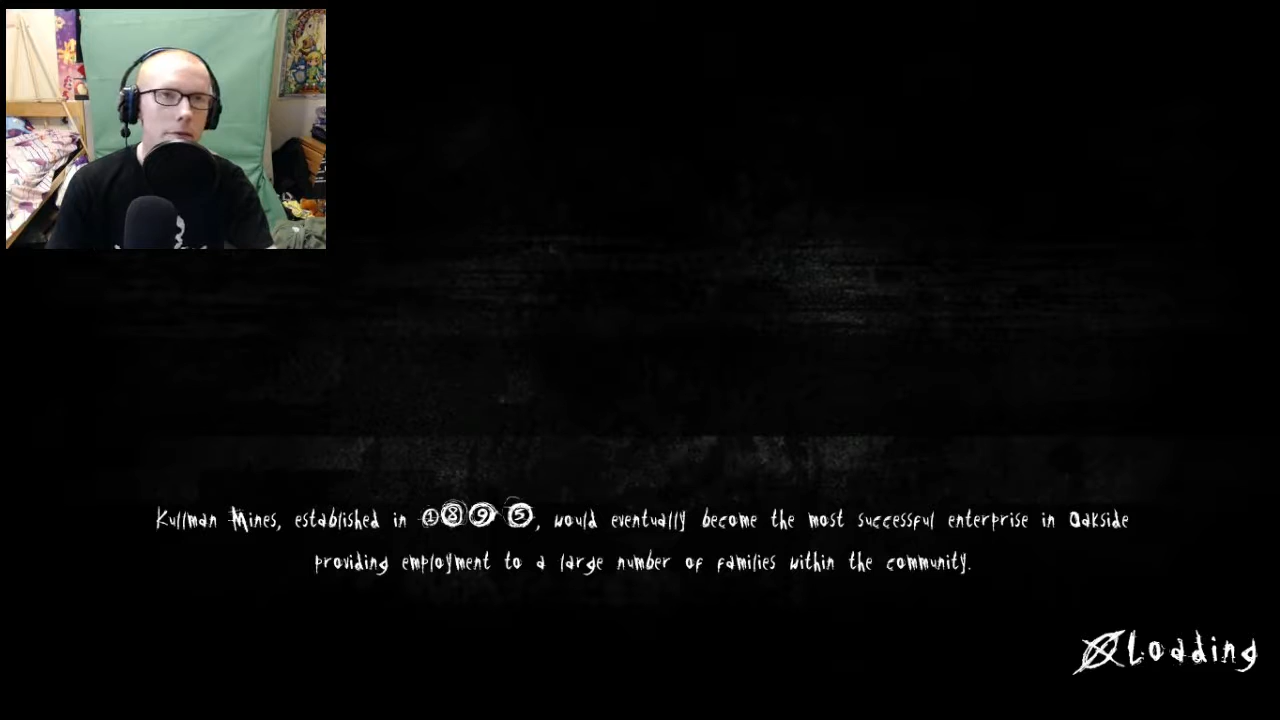 Kullman Mines, established in 1895, would eventually become the most successful enterprise in Oakside
providing employment to a large number of families within the community.
Loading